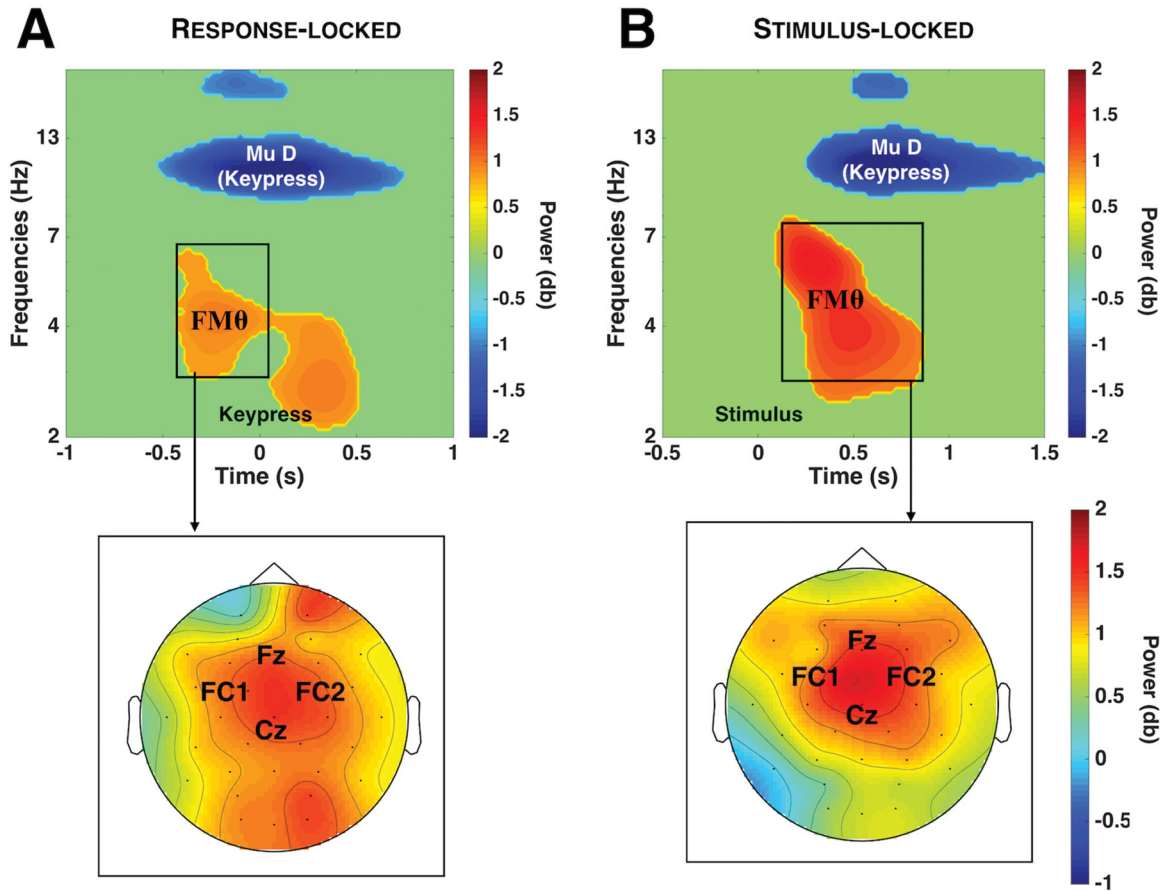 A RESPONSE-LOCKED
B STIMULUS-LOCKED
Frequencies (Hz)
13
7
4
2
Mu D
(Keypress)
FMθ
Keypress
-1 -0.5 0 0.5 1
Time (s)
2
1.5
1
0.5
0
-0.5
-1
-1.5
-2
Power (db)
Frequencies (Hz)
13
7
4
2
Mu D
(Keypress)
FMθ
Stimulus
-0.5 0 0.5 1 1.5
Time (s)
2
1.5
1
0.5
0
-0.5
-1
-1.5
-2
Power (db)
Fz
FC1 FC2
Cz
Fz
FC1 FC2
Cz
2
1.5
1
0.5
0
-0.5
-1
Power (db)